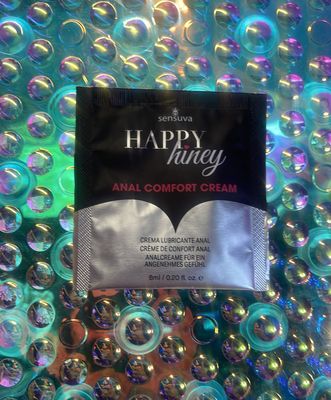 sensuva
HAPPY
hiney
ANAL COMFORT CREAM
CREMA LUBRICANTE ANAL
CRÈME DE CONFORT ANAL
ANALCREAME FÜR EIN
ANGENEHMES GEFÜHL
6ml / 0.20 fl. oz. e